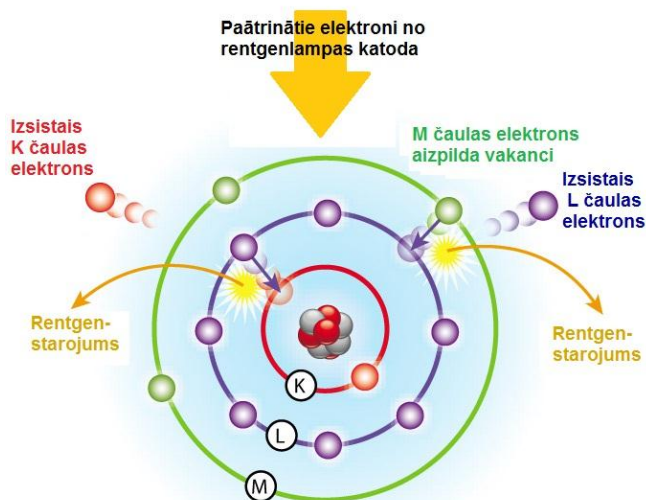 Paātrinātie elektroni no
rentgenlampas katoda
Izsistais
K čaulas
elektrons
M čaulas elektrons
aizpilda vakanci
Izsistais
L čaulas
elektrons
Rentgen-
starojums
Rentgen-
starojums
K
L
M